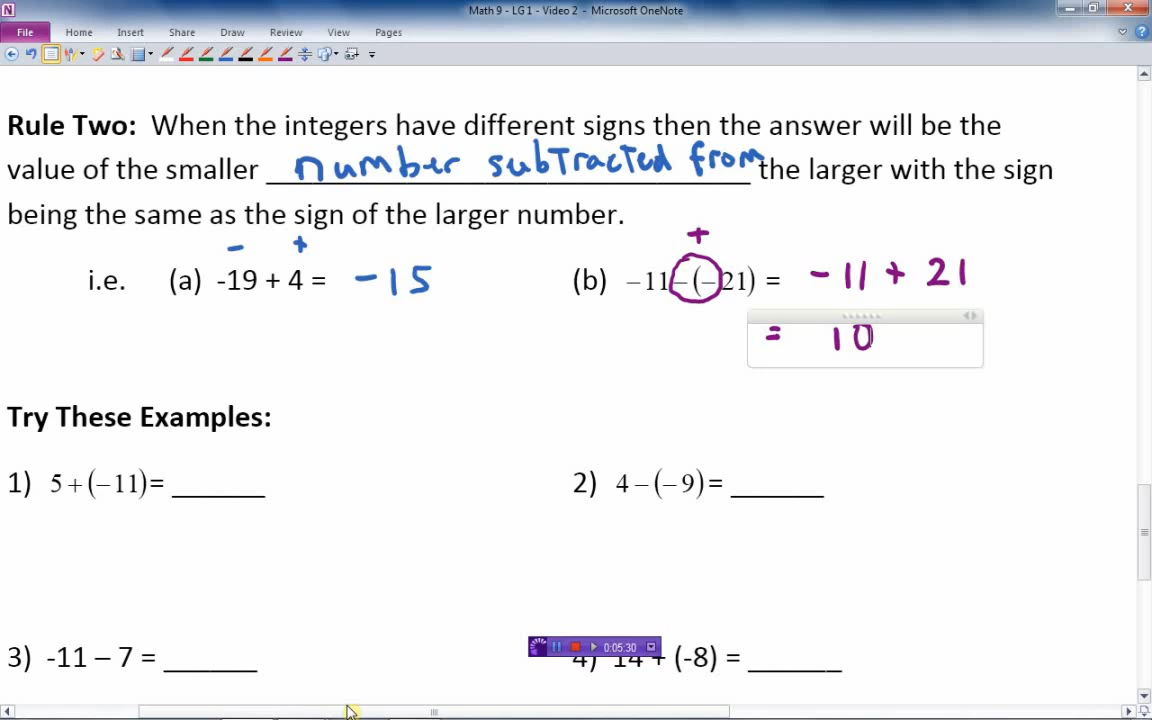 Math 9 - LG 1 - Video 2 - Microsoft OneNote
File Home Insert Share Draw Review View Pages
Rule Two: When the integers have different signs then the answer will be the
value of the smaller number subtracted from the larger with the sign
being the same as the sign of the larger number.
- + +
i.e. (a) -19 + 4 = -15 (b) −11−(−21) = -11 + 21
= 10
Try These Examples:
1) 5+(−11)= ______ 2) 4−(−9)= ______
0:05:30
3) -11 – 7 = ______ 4) 14 + (-8) = ______